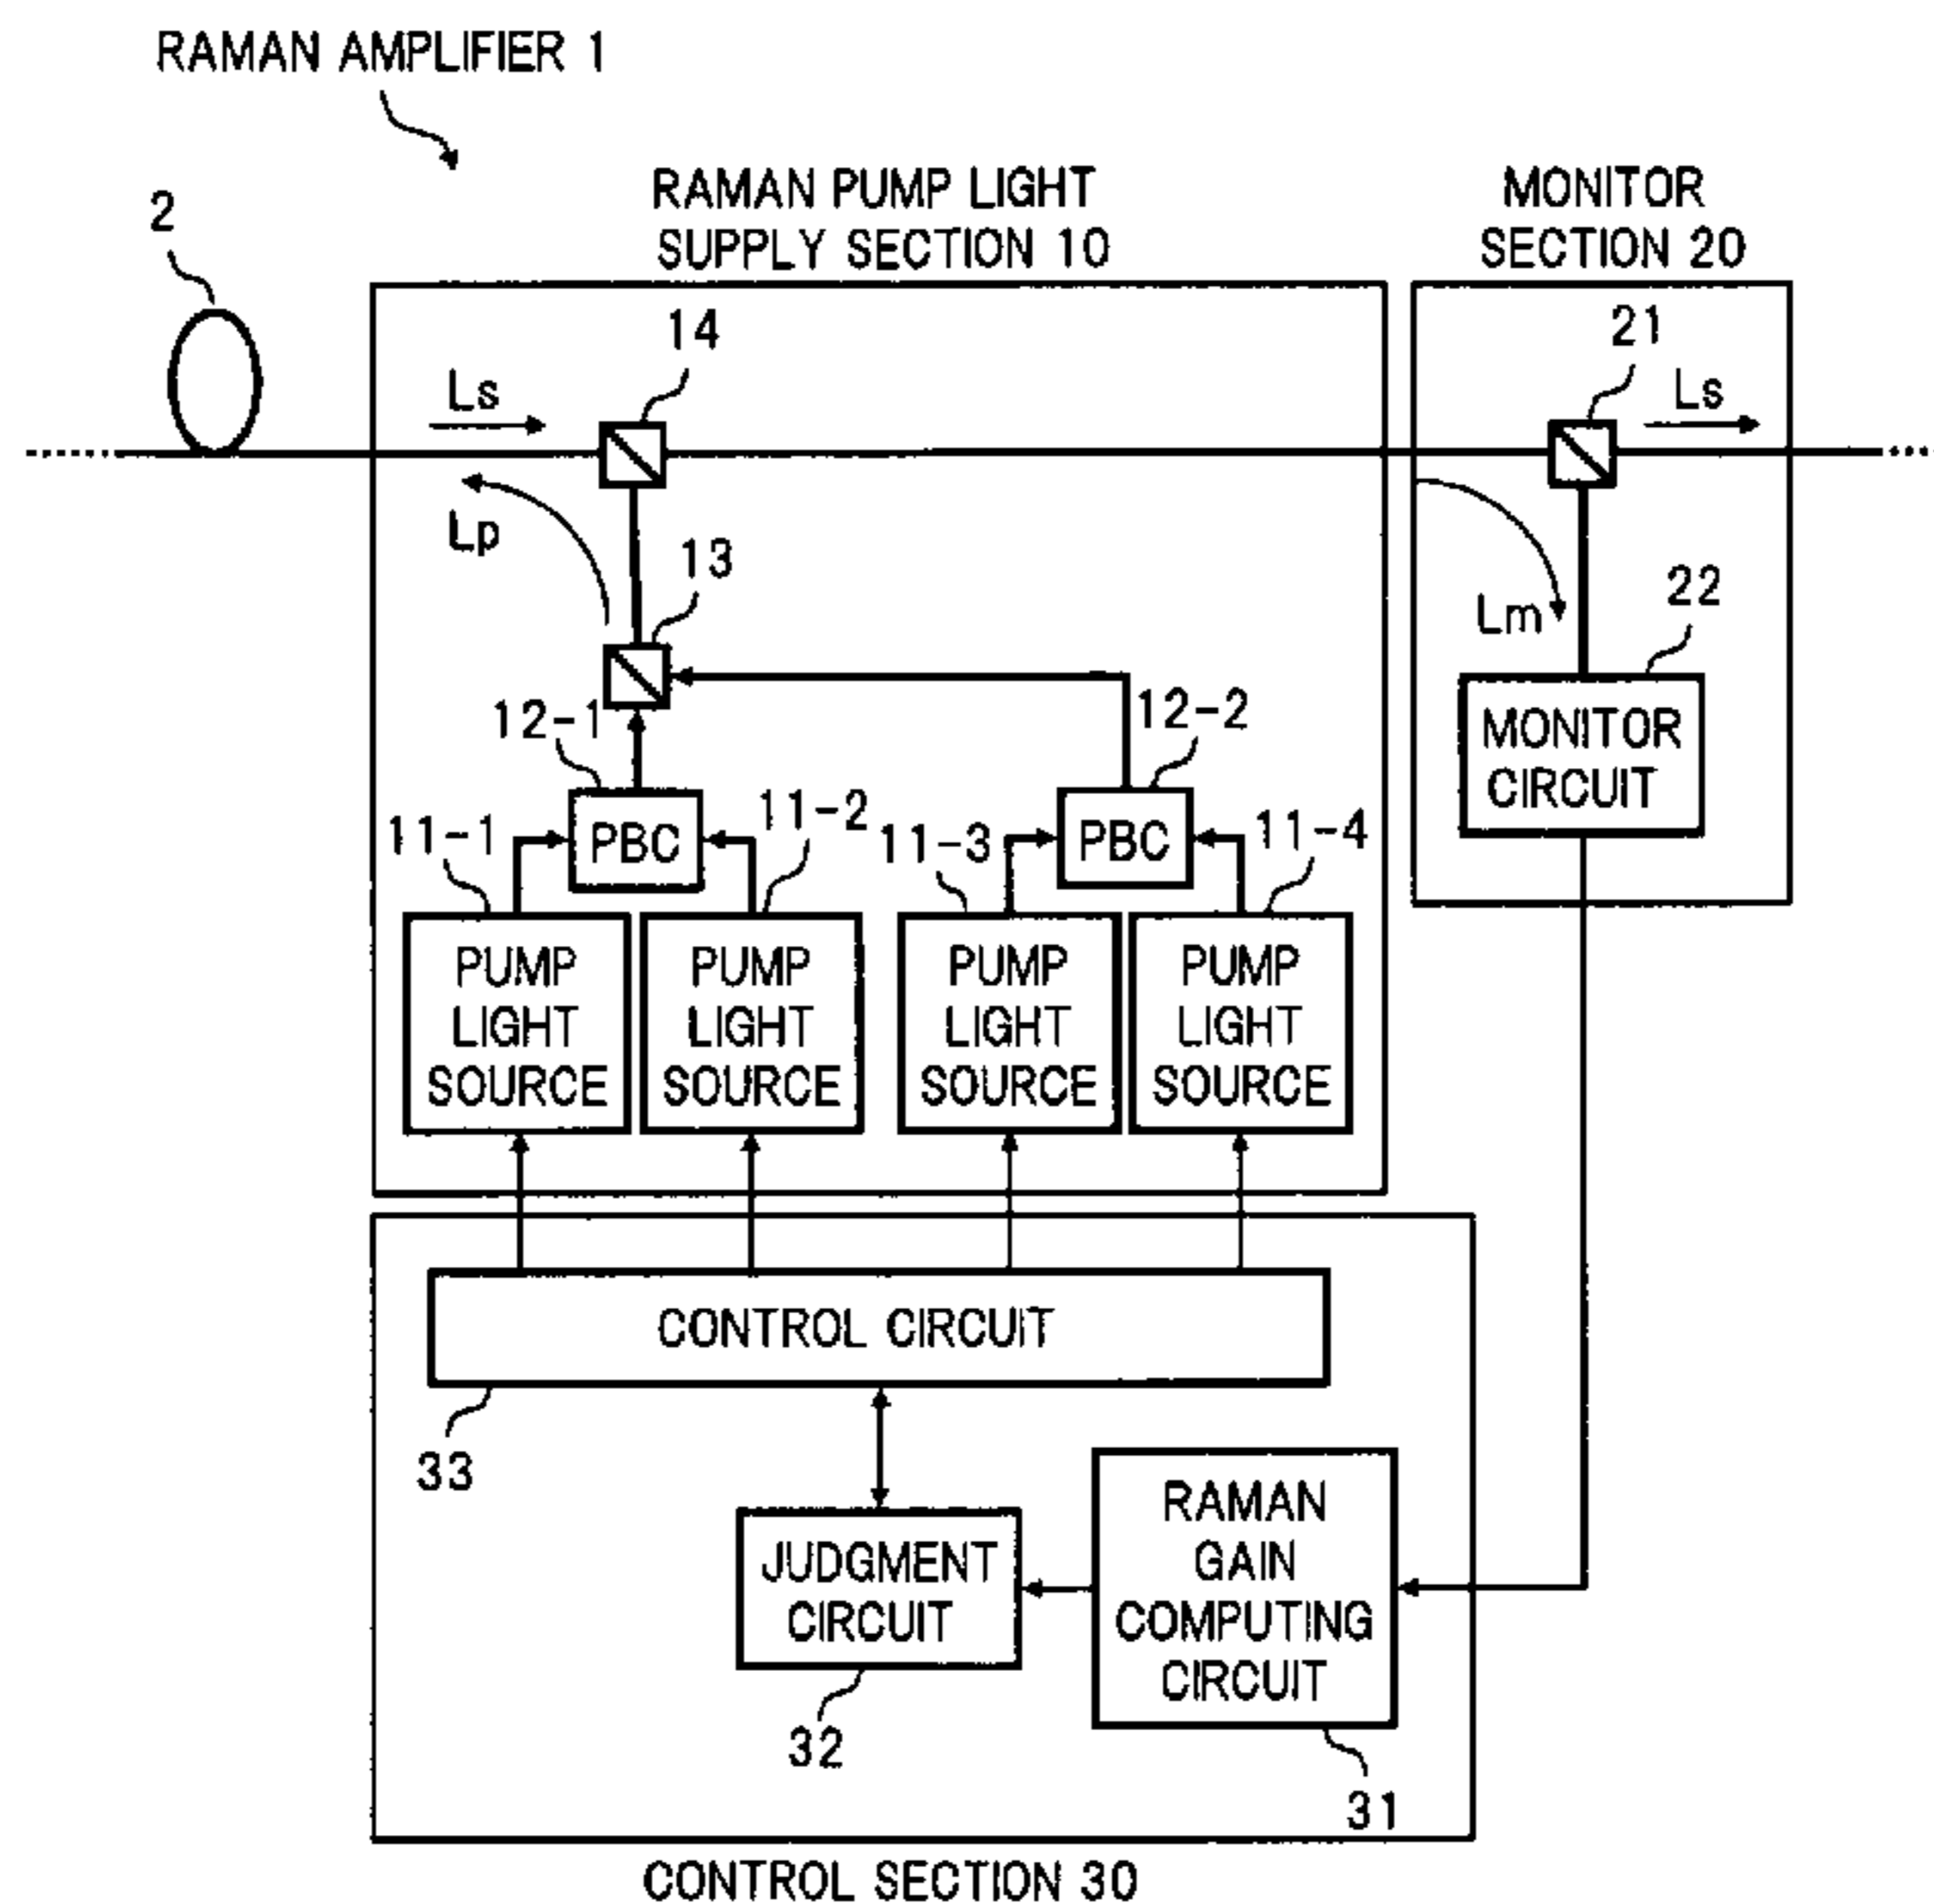 RAMAN AMPLIFIER 1
RAMAN PUMP LIGHT
SUPPLY SECTION 10
MONITOR
SECTION 20
2
14
21
Ls
Ls
Lp
13
Lm
22
12-1
12-2
MONITOR
CIRCUIT
11-1
PBC
11-2
11-3
PBC
11-4
PUMP
LIGHT
SOURCE
PUMP
LIGHT
SOURCE
PUMP
LIGHT
SOURCE
PUMP
LIGHT
SOURCE
CONTROL CIRCUIT
33
JUDGMENT
CIRCUIT
32
RAMAN
GAIN
COMPUTING
CIRCUIT
31
CONTROL SECTION 30